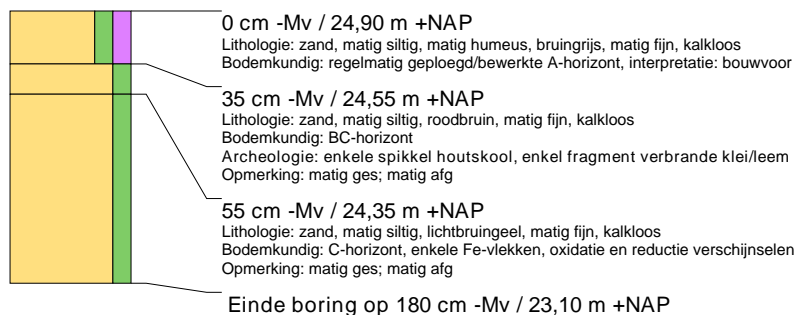 0 cm -Mv / 24,90 m +NAP
Lithologie: zand, matig siltig, matig humeus, bruingrijs, matig fijn, kalkloos
Bodemkundig: regelmatig geploegd/bewerkte A-horizont, interpretatie: bouwvoor
35 cm -Mv / 24,55 m +NAP
Lithologie: zand, matig siltig, roodbruin, matig fijn, kalkloos
Bodemkundig: BC-horizont
Archeologie: enkele spikkel houtskool, enkel fragment verbrande klei/leem
Opmerking: matig ges; matig afg
55 cm -Mv / 24,35 m +NAP
Lithologie: zand, matig siltig, lichtbruingeel, matig fijn, kalkloos
Bodemkundig: C-horizont, enkele Fe-vlekken, oxidatie en reductie verschijnselen
Opmerking: matig ges; matig afg
Einde boring op 180 cm -Mv / 23,10 m +NAP